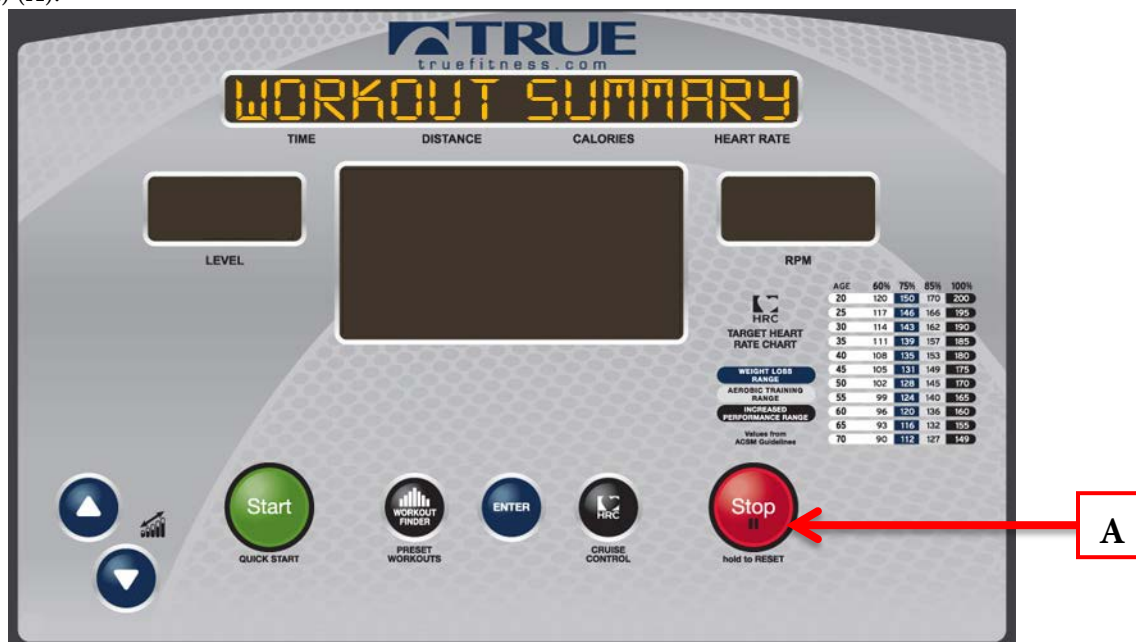 TRUE
truefitness.com
WORKOUT SUMMARY
TIME DISTANCE CALORIES HEART RATE
LEVEL
RPM
HRC
TARGET HEART
RATE CHART
WEIGHT LOSS
RANGE
AEROBIC TRAINING
RANGE
INCREASED
PERFORMANCE RANGE
Values from
ACSM Guidelines
AGE 60% 75% 85% 100%
20 120 150 170 200
25 117 146 166 195
30 114 143 162 190
35 111 139 157 185
40 108 135 153 180
45 105 131 149 175
50 102 128 145 170
55 99 124 140 165
60 96 120 136 160
65 93 116 132 155
70 90 112 127 149
Start
QUICK START
WORKOUT
FINDER
PRESET
WORKOUTS
ENTER
HRC
CRUISE
CONTROL
Stop
hold to RESET
A